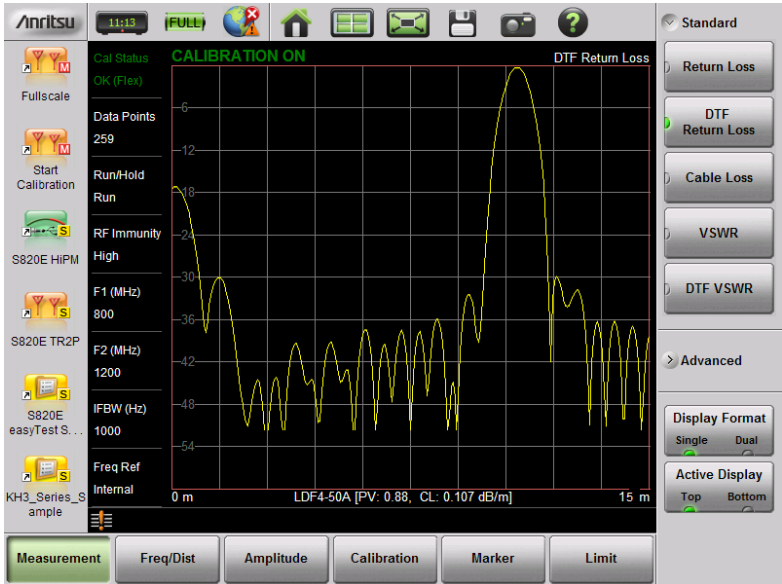 Anritsu
11:13
FULL
?
Fullscale
Start
Calibration
S820E HiPM
S820E TR2P
S820E
easyTest S...
KH3_Series_S
ample
Cal Status
OK (Flex)
Data Points
259
Run/Hold
Run
RF Immunity
High
F1 (MHz)
800
F2 (MHz)
1200
IFBW (Hz)
1000
Freq Ref
Internal
CALIBRATION ON
DTF Return Loss
-6
-12
-18
-24
-30
-36
-42
-48
-54
0 m
LDF4-50A [PV: 0.88, CL: 0.107 dB/m]
15 m
Standard
Return Loss
DTF
Return Loss
Cable Loss
VSWR
DTF VSWR
Advanced
Display Format
Single Dual
Active Display
Top Bottom
Measurement
Freq/Dist
Amplitude
Calibration
Marker
Limit